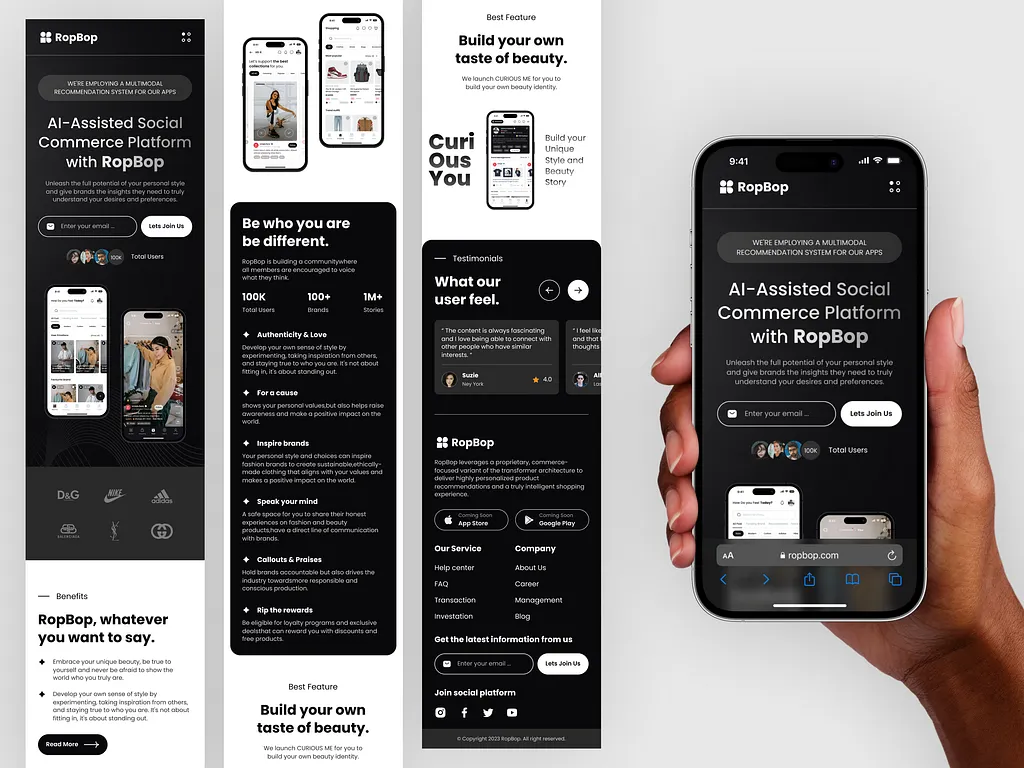 RopBop
WE'RE EMPLOYING A MULTIMODAL
RECOMMENDATION SYSTEM FOR OUR APPS
AI-Assisted Social
Commerce Platform
with RopBop
Unleash the full potential of your personal style
and give brands the insights they need to truly
understand your desires and preferences.
Enter your email ...
Lets Join Us
100K
Total Users
How Do you Feel Today?
D&G
NIKE
adidas
BALENCIAGA
Benefits
RopBop, whatever
you want to say.
Embrace your unique beauty, be true to
yourself and never be afraid to show the
world who you truly are.
Develop your own sense of style by
experimenting, taking inspiration from others,
and staying true to who you are. It's not about
fitting in, it's about standing out.
Read More
Let's support the best
collections for you
Shopping
Be who you are
be different.
RopBop is building a communitywhere
all members are encouraged to voice
what they think.
100K
100+
1M+
Total Users
Brands
Stories
Authenticity & Love
Develop your own sense of style by
experimenting, taking inspiration from others,
and staying true to who you are. it's not about
fitting in, it's about standing out.
For a cause
shows your personal values,but also helps raise
awareness and make a positive impact on the
world.
Inspire brands
Your personal style and choices can inspire
fashion brands to create sustainable,ethically-
made clothing that aligns with your values and
makes a positive impact on the world.
Speak your mind
A safe space for you to share their honest
experiences on fashion and beauty
products,have a direct line of communication
with brands.
Callouts & Praises
Hold brands accountable but also drives the
industry towardsmore responsible and
conscious production.
Rip the rewards
Be eligible for loyalty programs and exclusive
dealsthat can reward you with discounts and
free products.
Best Feature
Build your own
taste of beauty.
We launch CURIOUS ME for you to
build your own beauty identity.
Best Feature
Build your own
taste of beauty.
We launch CURIOUS ME for you to
build your own beauty identity.
Curi
Ous
You
Build your
Unique
Style and
Beauty
Story
Testimonials
What our
user feel.
" The content is always fascinating
and I love being able to connect with
other people who have similar
interests. "
Suzie
Ney York
4.0
" I feel like
and that
thoughts
RopBop
RopBop leverages a proprietary, commerce-
focused variant of the transformer architecture to
deliver highly personalized product
recommendations and a truly intelligent shopping
experience.
Coming Soon
App Store
Coming Soon
Google Play
Our Service
Company
Help center
About Us
FAQ
Career
Transaction
Management
Investation
Blog
Get the latest information from us
Enter your email ...
Lets Join Us
Join social platform
© Copyright 2023 RopBop. All right reserved.
9:41
RopBop
WE'RE EMPLOYING A MULTIMODAL
RECOMMENDATION SYSTEM FOR OUR APPS
AI-Assisted Social
Commerce Platform
with RopBop
Unleash the full potential of your personal style
and give brands the insights they need to truly
understand your desires and preferences.
Enter your email ...
Lets Join Us
100K
Total Users
How Do you Feel Today?
AA
ropbop.com